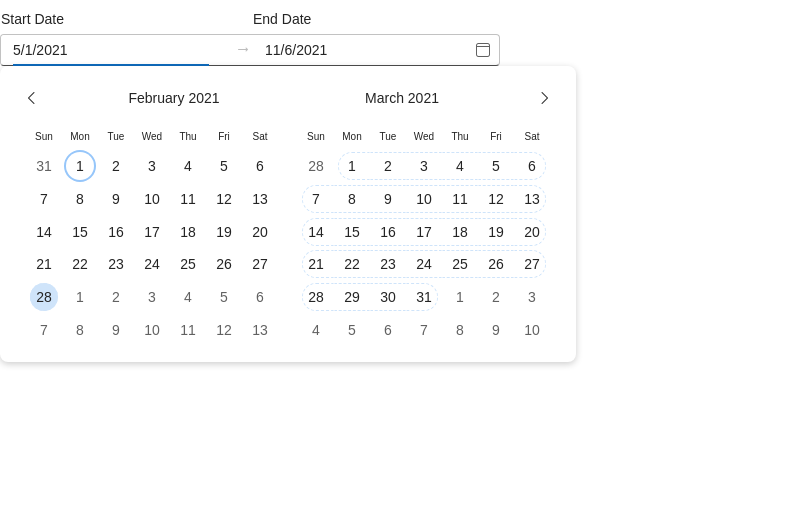 Start Date End Date
5/1/2021 → 11/6/2021
February 2021 March 2021
Sun Mon Tue Wed Thu Fri Sat Sun Mon Tue Wed Thu Fri Sat
31 1 2 3 4 5 6 28 1 2 3 4 5 6
7 8 9 10 11 12 13 7 8 9 10 11 12 13
14 15 16 17 18 19 20 14 15 16 17 18 19 20
21 22 23 24 25 26 27 21 22 23 24 25 26 27
28 1 2 3 4 5 6 28 29 30 31 1 2 3
7 8 9 10 11 12 13 4 5 6 7 8 9 10